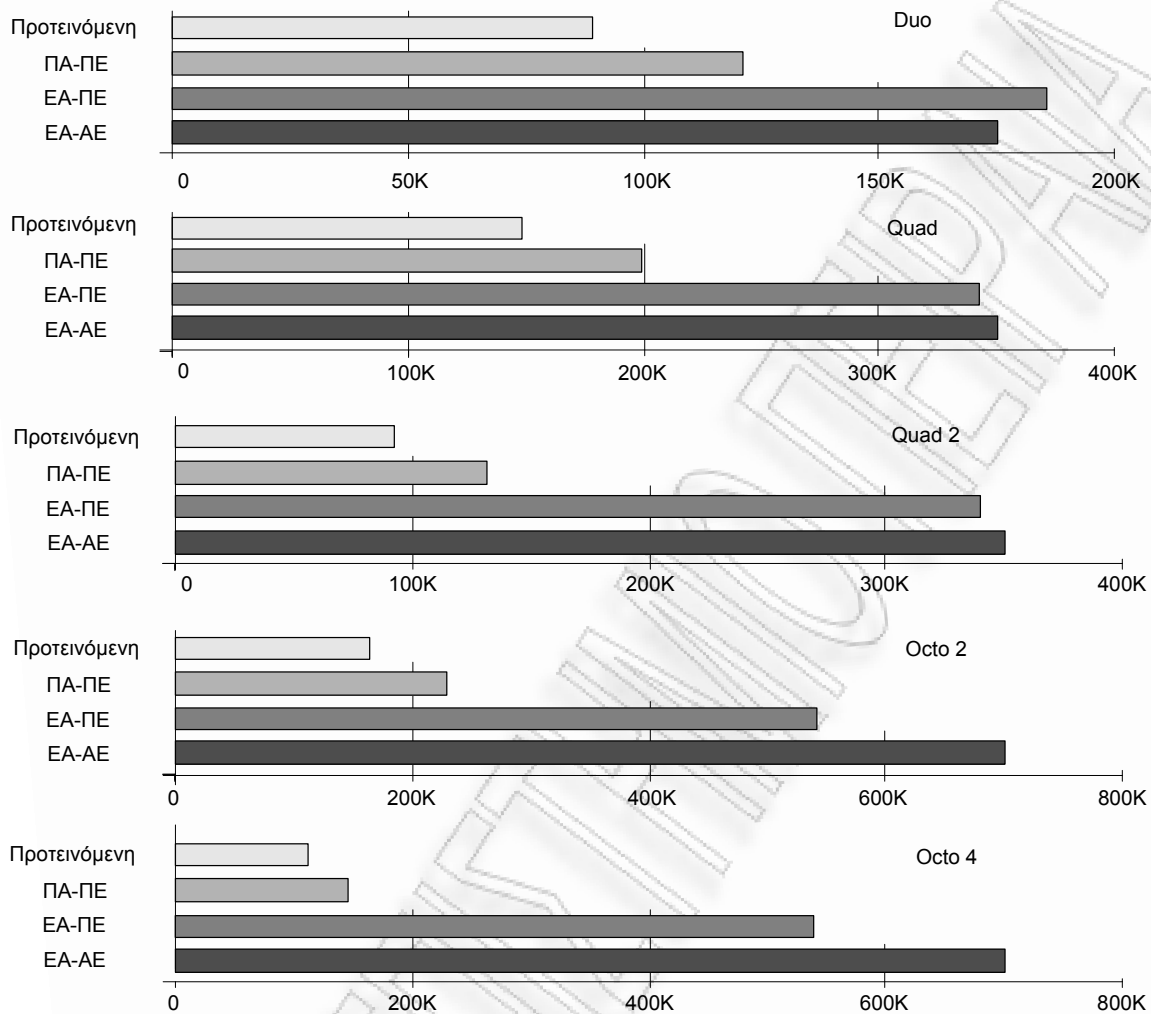 Duo
Προτεινόμενη
ΠΑ-ΠΕ
ΕΑ-ΠΕ
ΕΑ-ΑΕ
0 50K 100K 150K 200K
Quad
Προτεινόμενη
ΠΑ-ΠΕ
ΕΑ-ΠΕ
ΕΑ-ΑΕ
0 100K 200K 300K 400K
Quad 2
Προτεινόμενη
ΠΑ-ΠΕ
ΕΑ-ΠΕ
ΕΑ-ΑΕ
0 100K 200K 300K 400K
Octo 2
Προτεινόμενη
ΠΑ-ΠΕ
ΕΑ-ΠΕ
ΕΑ-ΑΕ
0 200K 400K 600K 800K
Octo 4
Προτεινόμενη
ΠΑ-ΠΕ
ΕΑ-ΠΕ
ΕΑ-ΑΕ
0 200K 400K 600K 800K